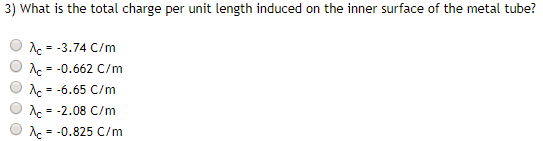 3) What is the total charge per unit length induced on the inner surface of the metal tube?
λc = -3.74 C/m
λc = -0.662 C/m
λc = -6.65 C/m
λc = -2.08 C/m
λc = -0.825 C/m